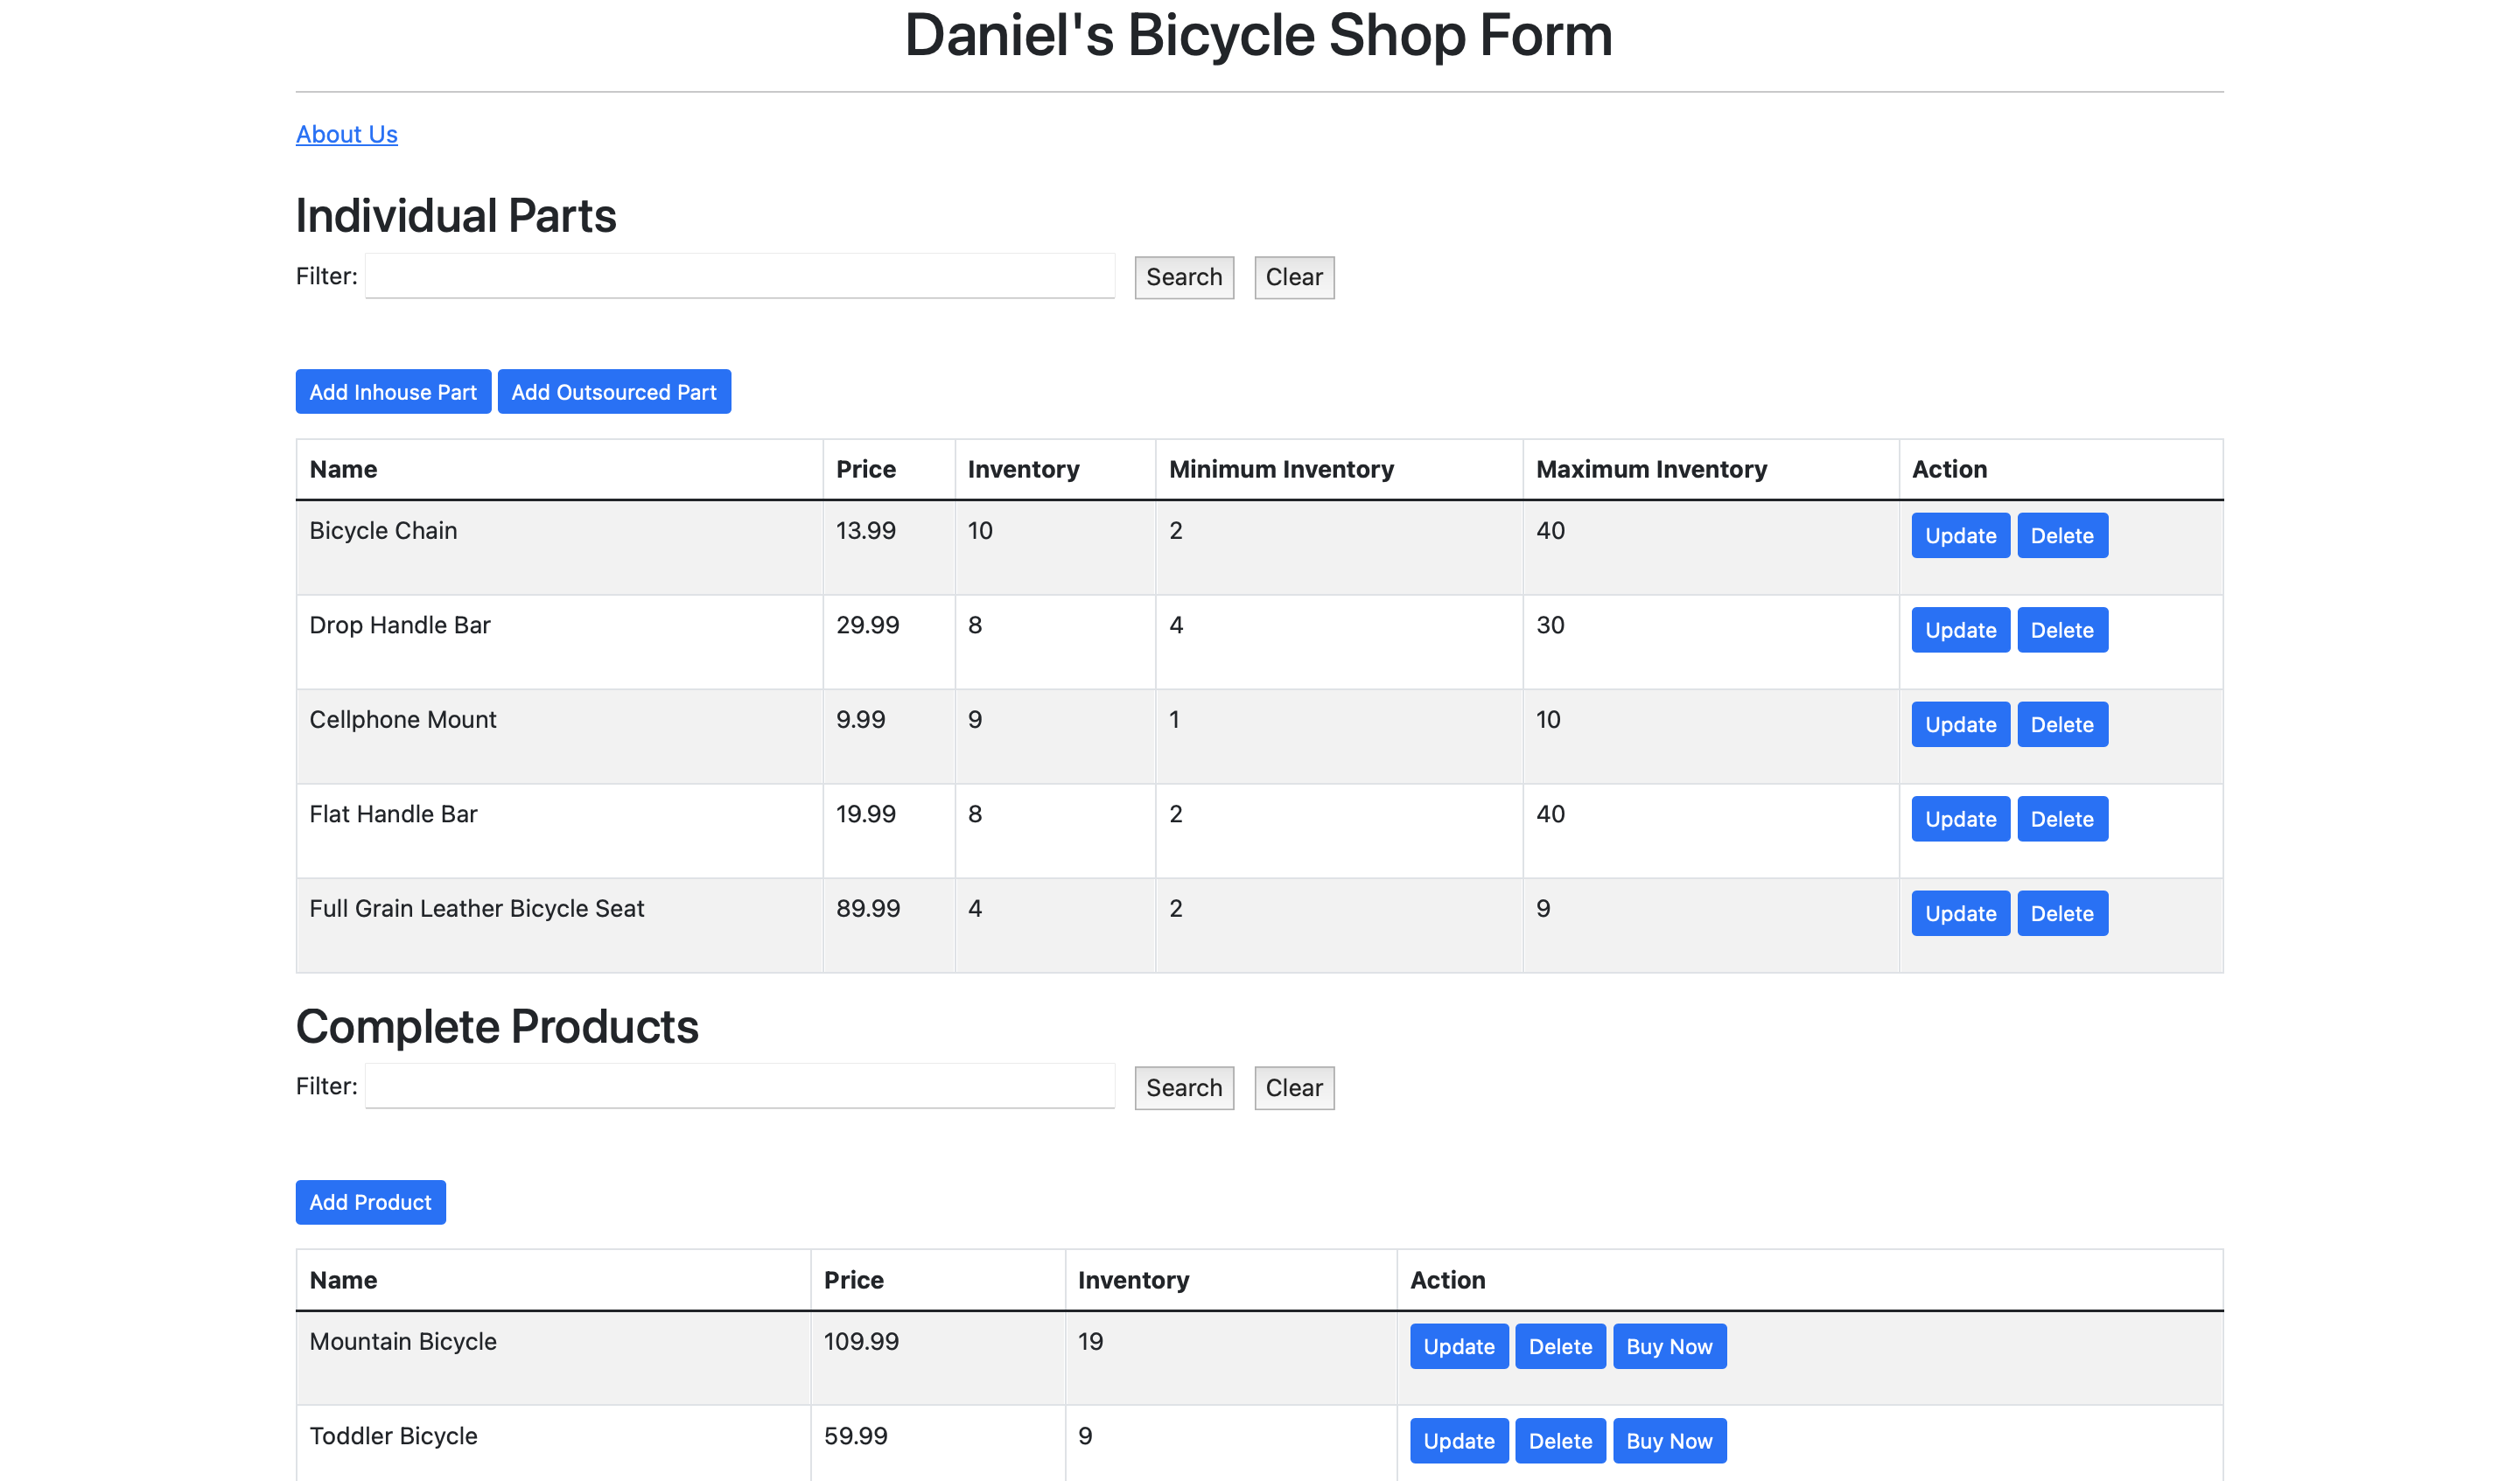 Daniel's Bicycle Shop Form
About Us
Individual Parts
Filter: Search Clear
Add Inhouse Part Add Outsourced Part
Name Price Inventory Minimum Inventory Maximum Inventory Action
Bicycle Chain 13.99 10 2 40 Update Delete
Drop Handle Bar 29.99 8 4 30 Update Delete
Cellphone Mount 9.99 9 1 10 Update Delete
Flat Handle Bar 19.99 8 2 40 Update Delete
Full Grain Leather Bicycle Seat 89.99 4 2 9 Update Delete
Complete Products
Filter: Search Clear
Add Product
Name Price Inventory Action
Mountain Bicycle 109.99 19 Update Delete Buy Now
Toddler Bicycle 59.99 9 Update Delete Buy Now